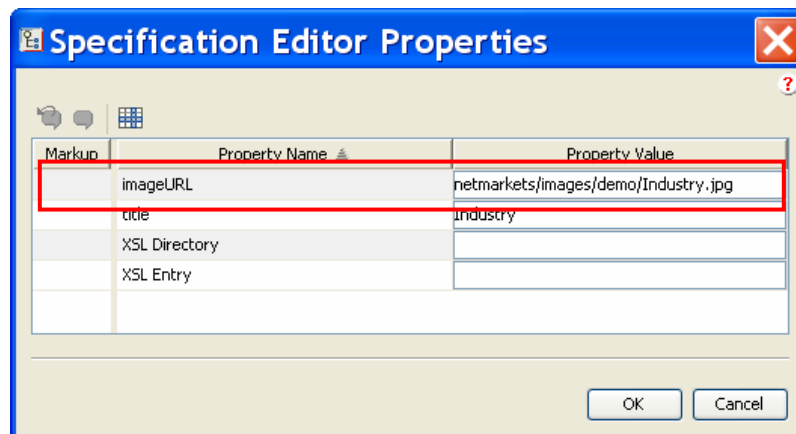 Specification Editor Properties
?
Markup Property Name Property Value
imageURL netmarkets/images/demo/Industry.jpg
title Industry
XSL Directory
XSL Entry
OK Cancel